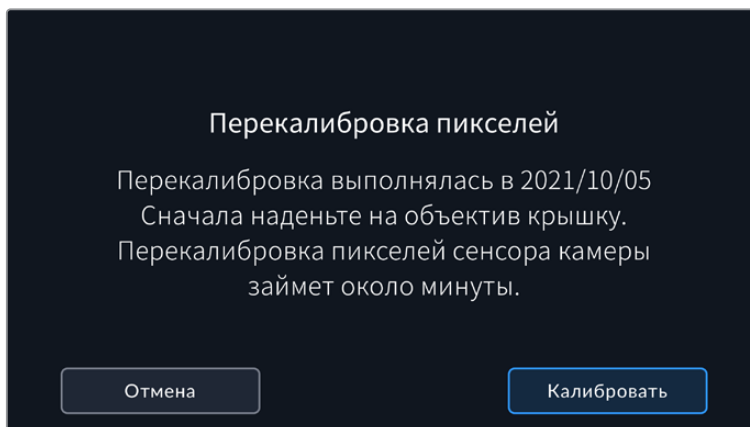 Перекалибровка пикселей
Перекалибровка выполнялась в 2021/10/05
Сначала наденьте на объектив крышку.
Перекалибровка пикселей сенсора камеры
займет около минуты.
Отмена
Калибровать